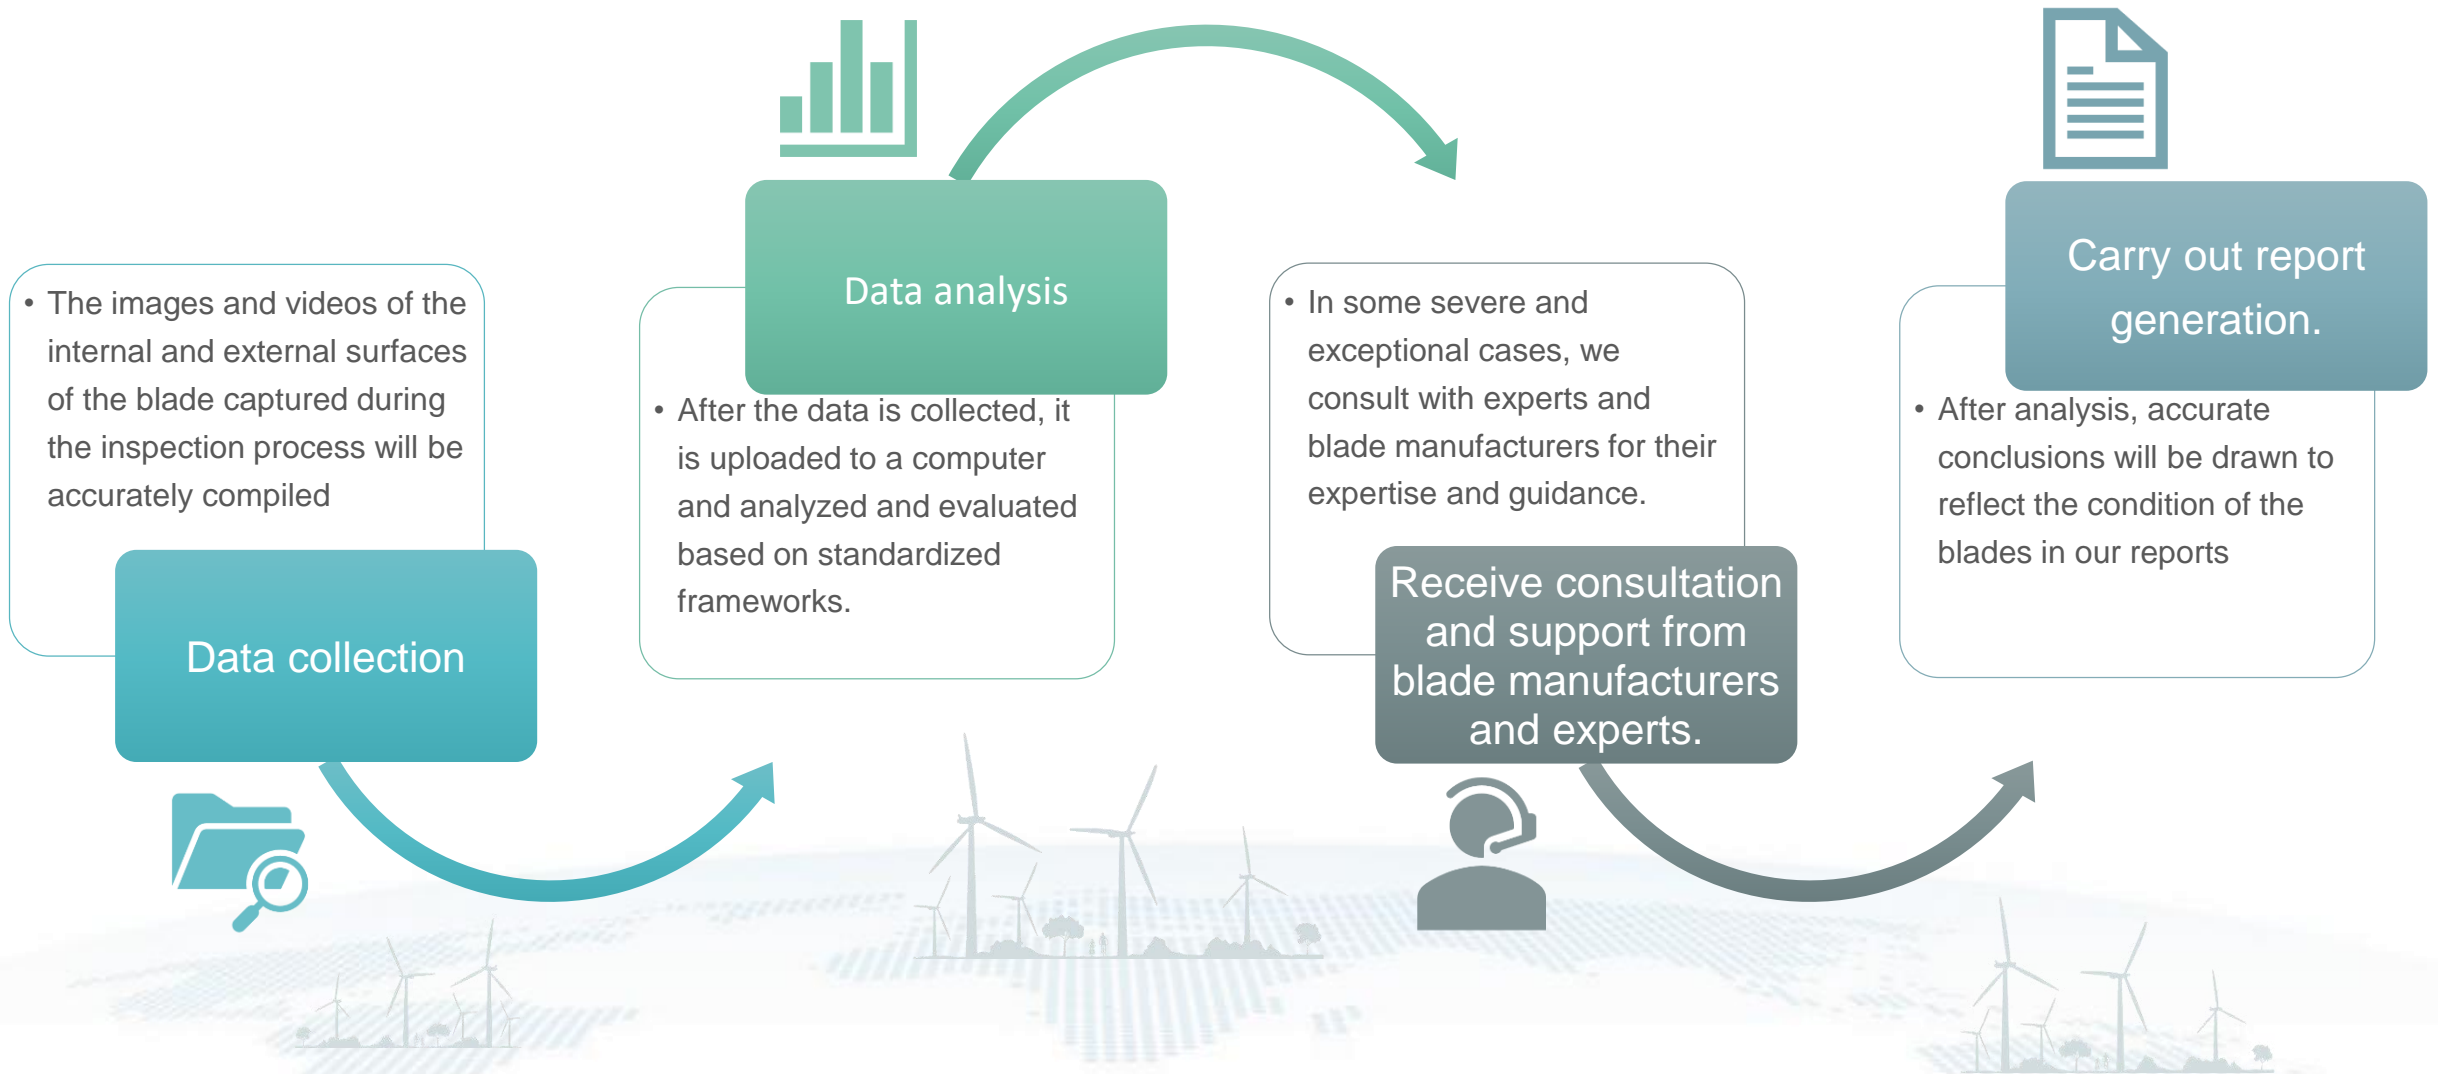 • The images and videos of the
internal and external surfaces
of the blade captured during
the inspection process will be
accurately compiled
Data collection
Data analysis
• After the data is collected, it
is uploaded to a computer
and analyzed and evaluated
based on standardized
frameworks.
• In some severe and
exceptional cases, we
consult with experts and
blade manufacturers for their
expertise and guidance.
Receive consultation
and support from
blade manufacturers
and experts.
Carry out report
generation.
• After analysis, accurate
conclusions will be drawn to
reflect the condition of the
blades in our reports